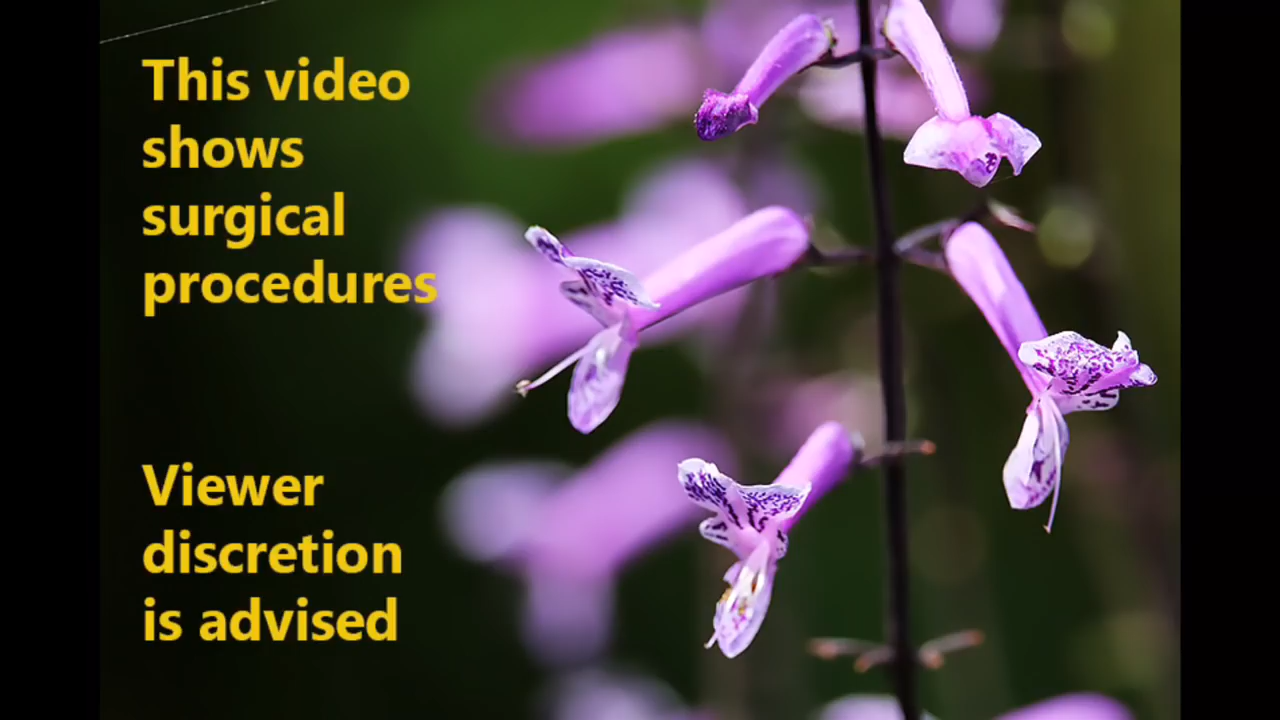 This video
shows
surgical
procedures
Viewer
discretion
is advised